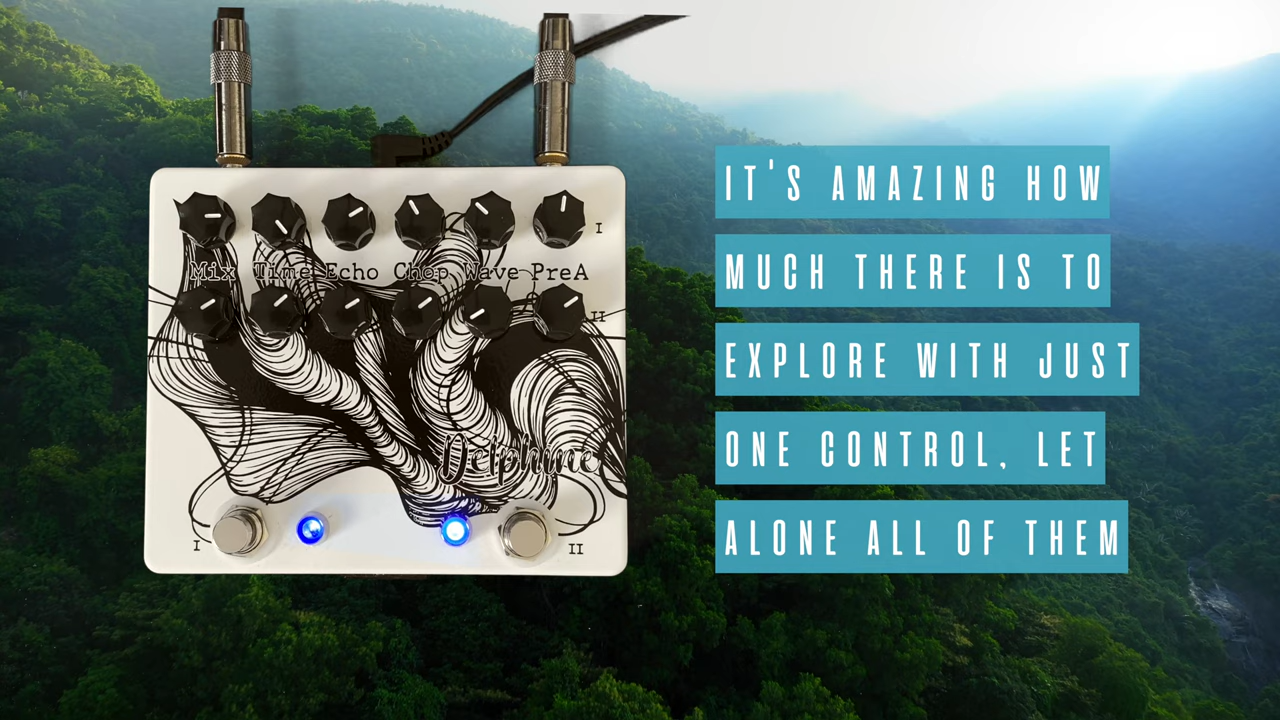 IT'S AMAZING HOW
MUCH THERE IS TO
EXPLORE WITH JUST
ONE CONTROL, LET
ALONE ALL OF THEM
I
Mix Time Echo Chop Wave PreA
II
Delphine
I
II